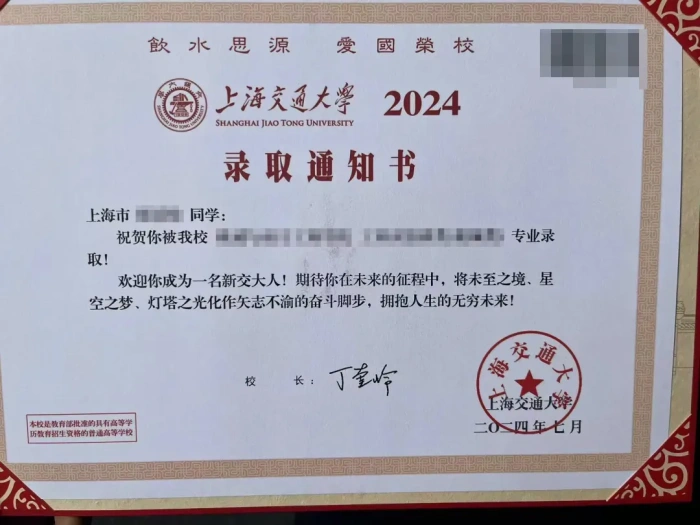 飲水思源 愛國榮校
上海交通大學 2024
SHANGHAI JIAO TONG UNIVERSITY
录取通知书
上海市 同学:
祝贺你被我校 专业录
取!
欢迎你成为一名新交大人!期待你在未来的征程中,将未至之境、星
空之梦、灯塔之光化作矢志不渝的奋斗脚步,拥抱人生的无穷未来!
校 长: 丁奎岭
上海交通大学
上海交通大学
二〇二四年七月
本校是教育部批准的具有高等学
历教育招生资格的普通高等学校